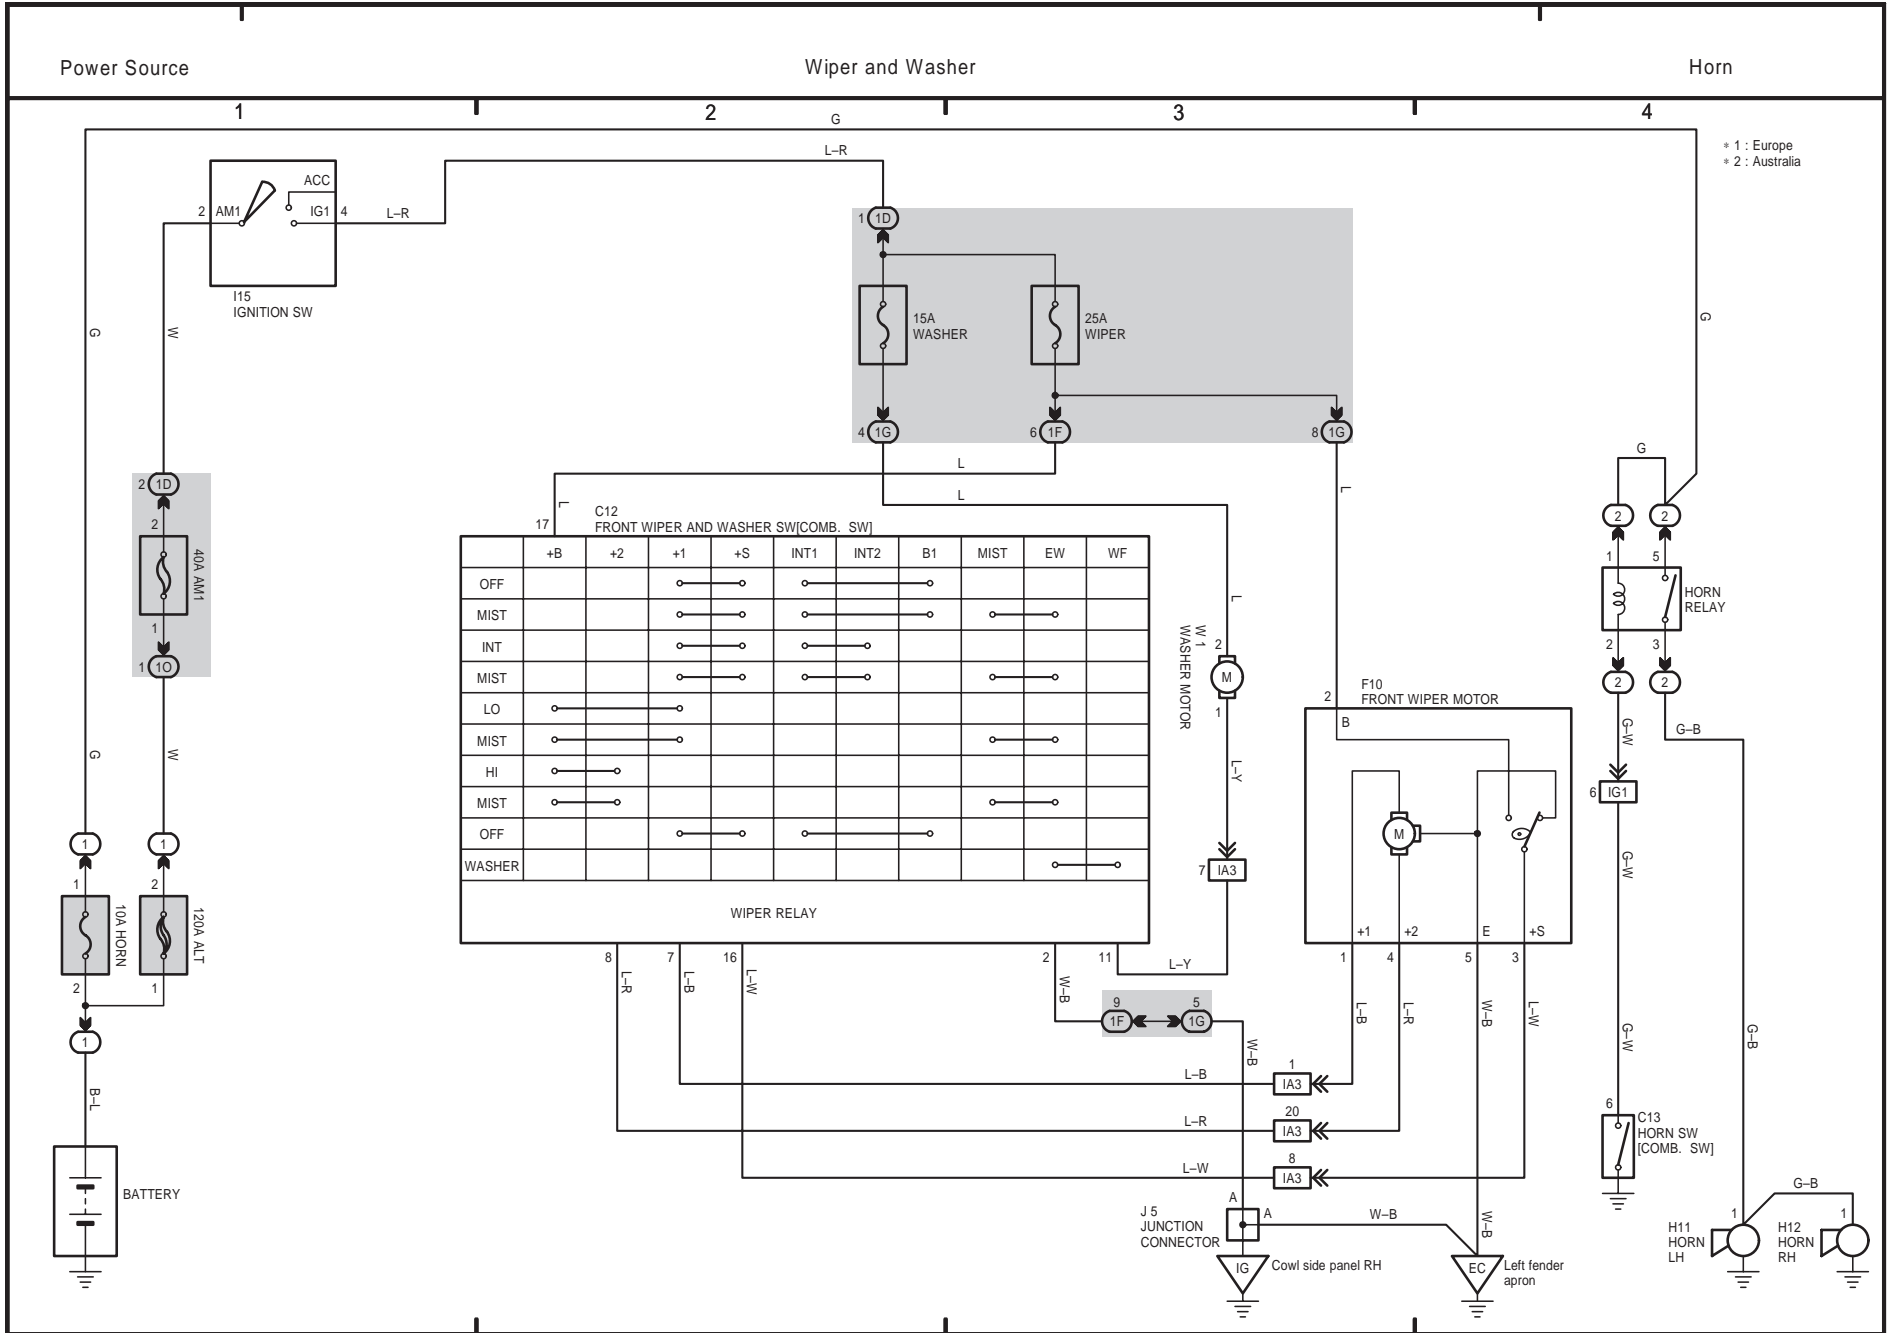 Power Source
Wiper and Washer
Horn
1
2
3
4
G
L–R
∗ 1 : Europe
∗ 2 : Australia
ACC
2
AM1
IG1
4
L–R
I15
IGNITION SW
1
1D
G
W
15A
WASHER
25A
WIPER
G
4
1G
6
1F
8
1G
2
1D
2
40A AM1
1
1
1O
G
W
1
1
1
2
10A HORN
120A ALT
2
1
1
B–L
BATTERY
L
L
L
L
17
C12
FRONT WIPER AND WASHER SW[COMB. SW]
+B
+2
+1
+S
INT1
INT2
B1
MIST
EW
WF
OFF
MIST
INT
MIST
LO
MIST
HI
MIST
OFF
WASHER
WIPER RELAY
8
7
16
2
11
L–R
L–B
L–W
W–B
L–Y
L
W 1
WASHER MOTOR
2
M
1
L–Y
7
IA3
9
5
1F
1G
W–B
F10
FRONT WIPER MOTOR
2
B
M
+1
+2
E
+S
1
4
5
3
L–B
L–R
W–B
L–W
L–B
1
IA3
L–R
20
IA3
L–W
8
IA3
J 5
JUNCTION
CONNECTOR
A
A
W–B
W–B
IG
Cowl side panel RH
EC
Left fender
apron
G
2
2
1
5
HORN
RELAY
2
3
2
2
G–W
G–B
6
IG1
G–W
G–W
G–B
6
C13
HORN SW
[COMB. SW]
G–B
1
1
H11
HORN
LH
H12
HORN
RH